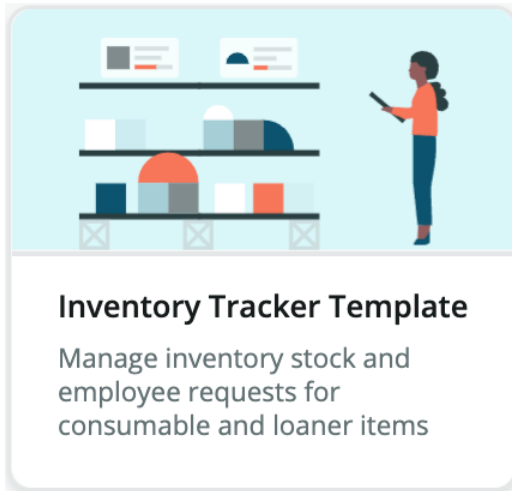 Inventory Tracker Template
Manage inventory stock and
employee requests for
consumable and loaner items